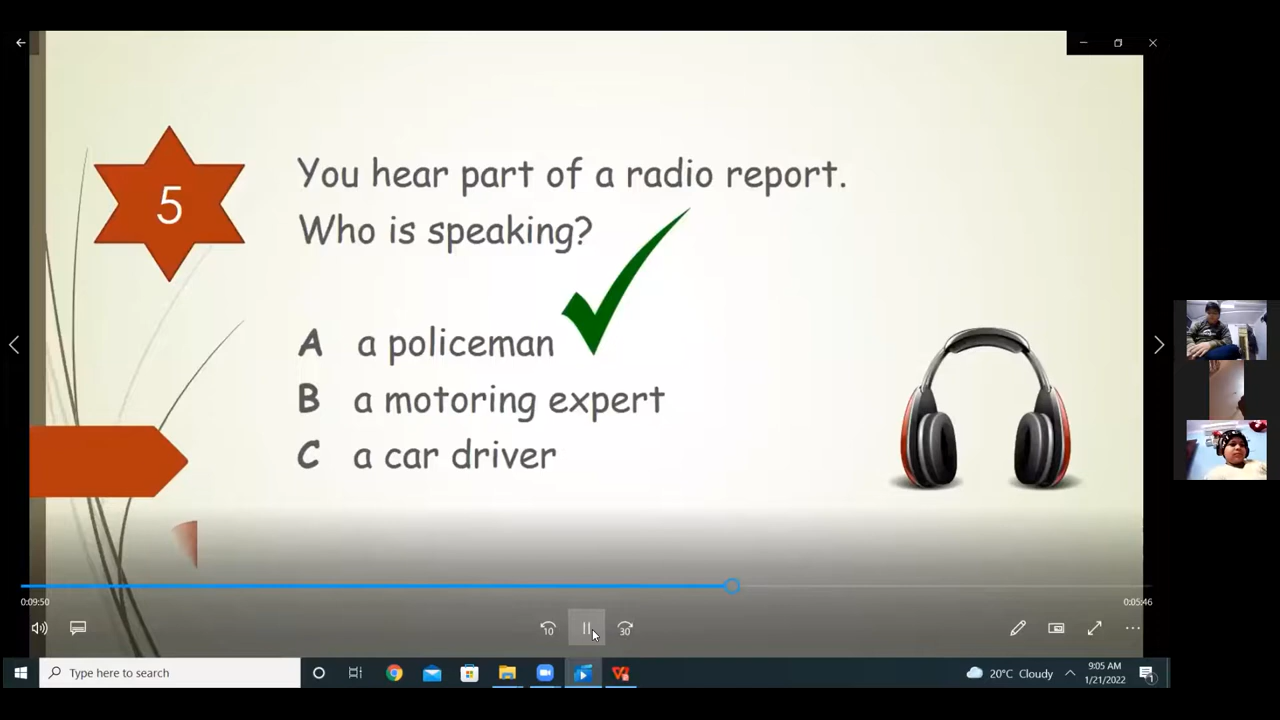 5
You hear part of a radio report.
Who is speaking?
A a policeman
B a motoring expert
C a car driver
0:09:50
0:05:46
10
30
Type here to search
20°C Cloudy
9:05 AM
1/21/2022
1